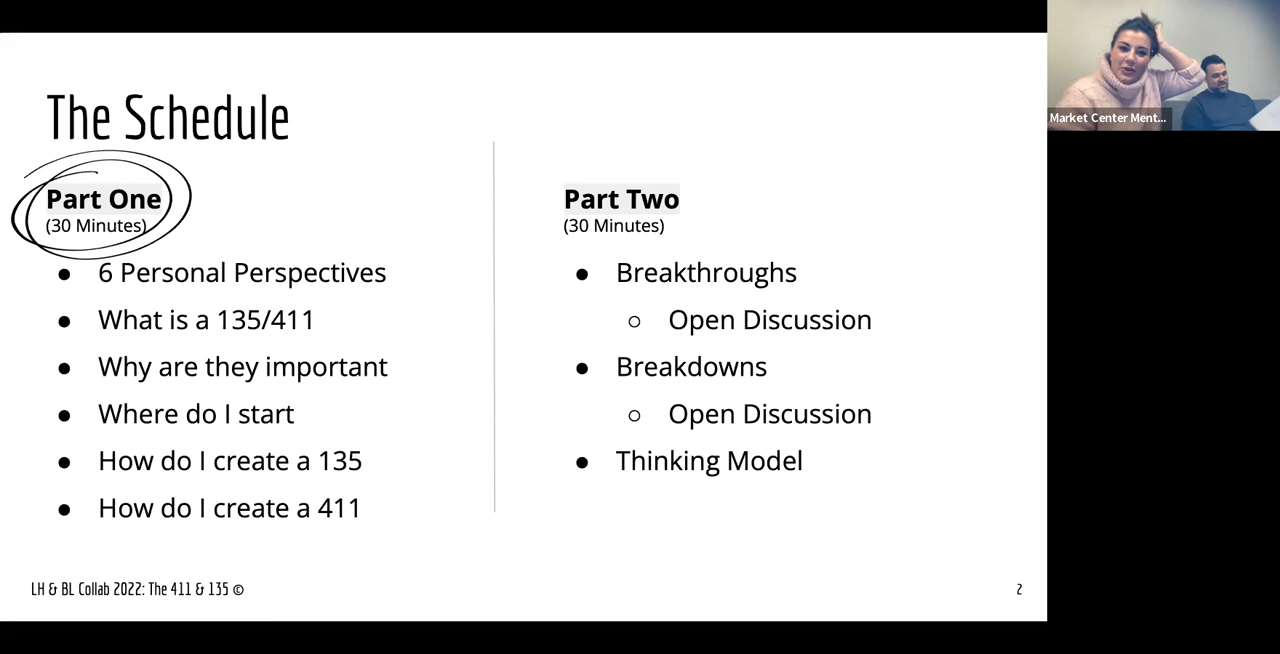 The Schedule
Part One
(30 Minutes)
● 6 Personal Perspectives
● What is a 135/411
● Why are they important
● Where do I start
● How do I create a 135
● How do I create a 411
Part Two
(30 Minutes)
● Breakthroughs
○ Open Discussion
● Breakdowns
○ Open Discussion
● Thinking Model
LH & BL Collab 2022: The 411 & 135 ©
2
Market Center Ment...